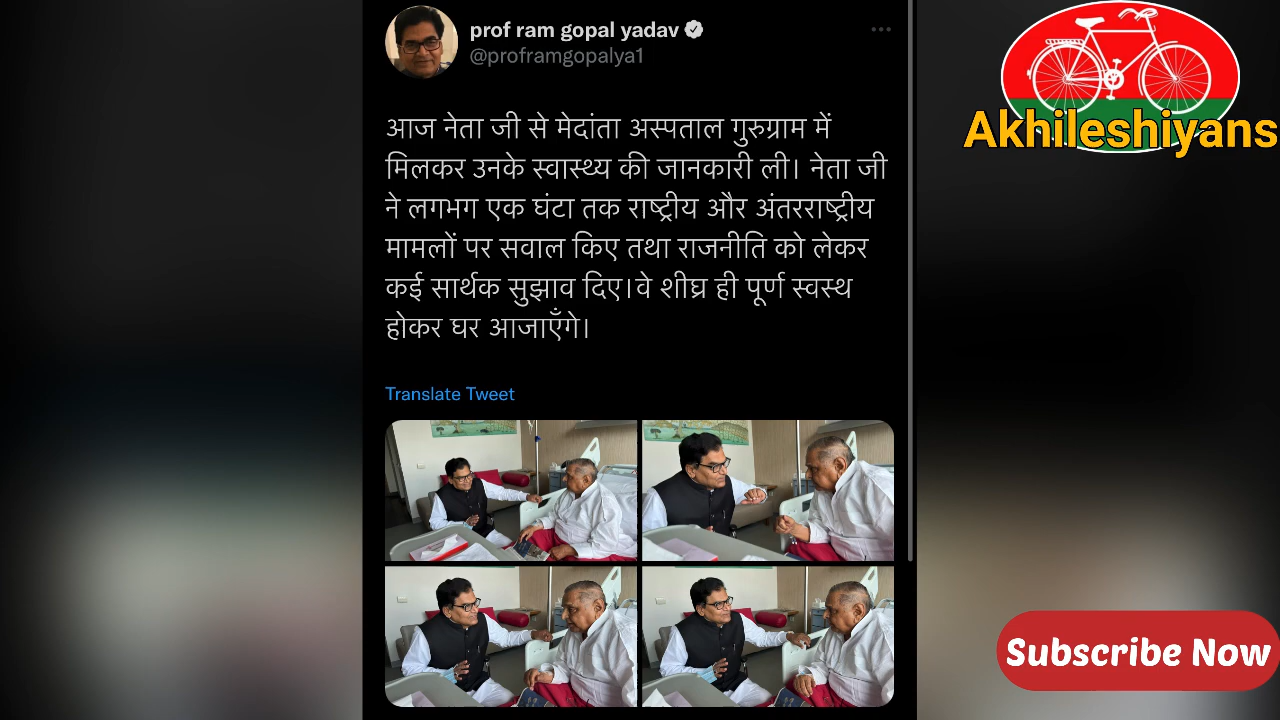 prof ram gopal yadav
@proframgopalya1
आज नेता जी से मेदांता अस्पताल गुरुग्राम में
मिलकर उनके स्वास्थ्य की जानकारी ली। नेता जी
ने लगभग एक घंटा तक राष्ट्रीय और अंतरराष्ट्रीय
मामलों पर सवाल किए तथा राजनीति को लेकर
कई सार्थक सुझाव दिए।वे शीघ्र ही पूर्ण स्वस्थ
होकर घर आजाएँगे।
Translate Tweet
Akhileshiyans
Subscribe Now